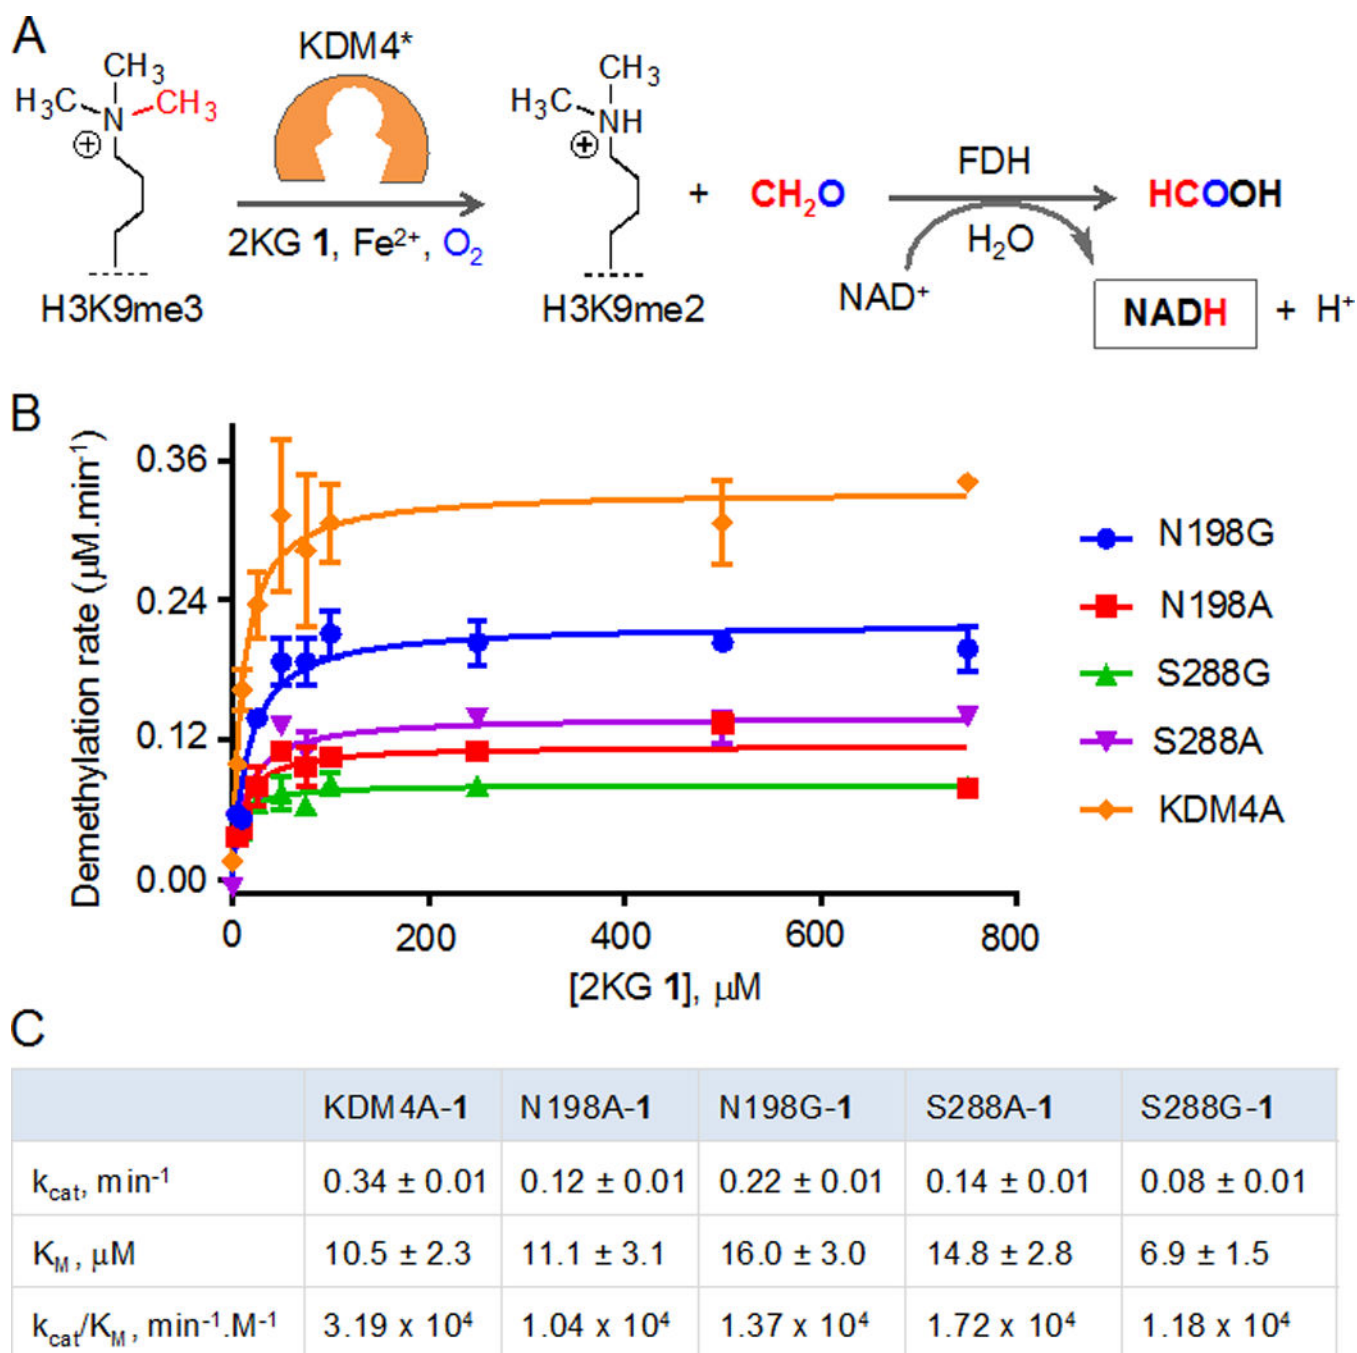 A
KDM4*
CH3
H3C N CH3
⊕
CH3
H3C NH
⊕
2KG 1, Fe2+, O2
+ CH2O
FDH
H2O
HCOOH
NAD+
NADH + H+
H3K9me3
H3K9me2
B
Demethylation rate (µM.min-1)
0.36
0.24
0.12
0.00
0 200 400 600 800
[2KG 1], µM
N198G
N198A
S288G
S288A
KDM4A
C
KDM4A-1 N198A-1 N198G-1 S288A-1 S288G-1
kcat, min-1 0.34 ± 0.01 0.12 ± 0.01 0.22 ± 0.01 0.14 ± 0.01 0.08 ± 0.01
KM, µM 10.5 ± 2.3 11.1 ± 3.1 16.0 ± 3.0 14.8 ± 2.8 6.9 ± 1.5
kcat/KM, min-1.M-1 3.19 x 104 1.04 x 104 1.37 x 104 1.72 x 104 1.18 x 104